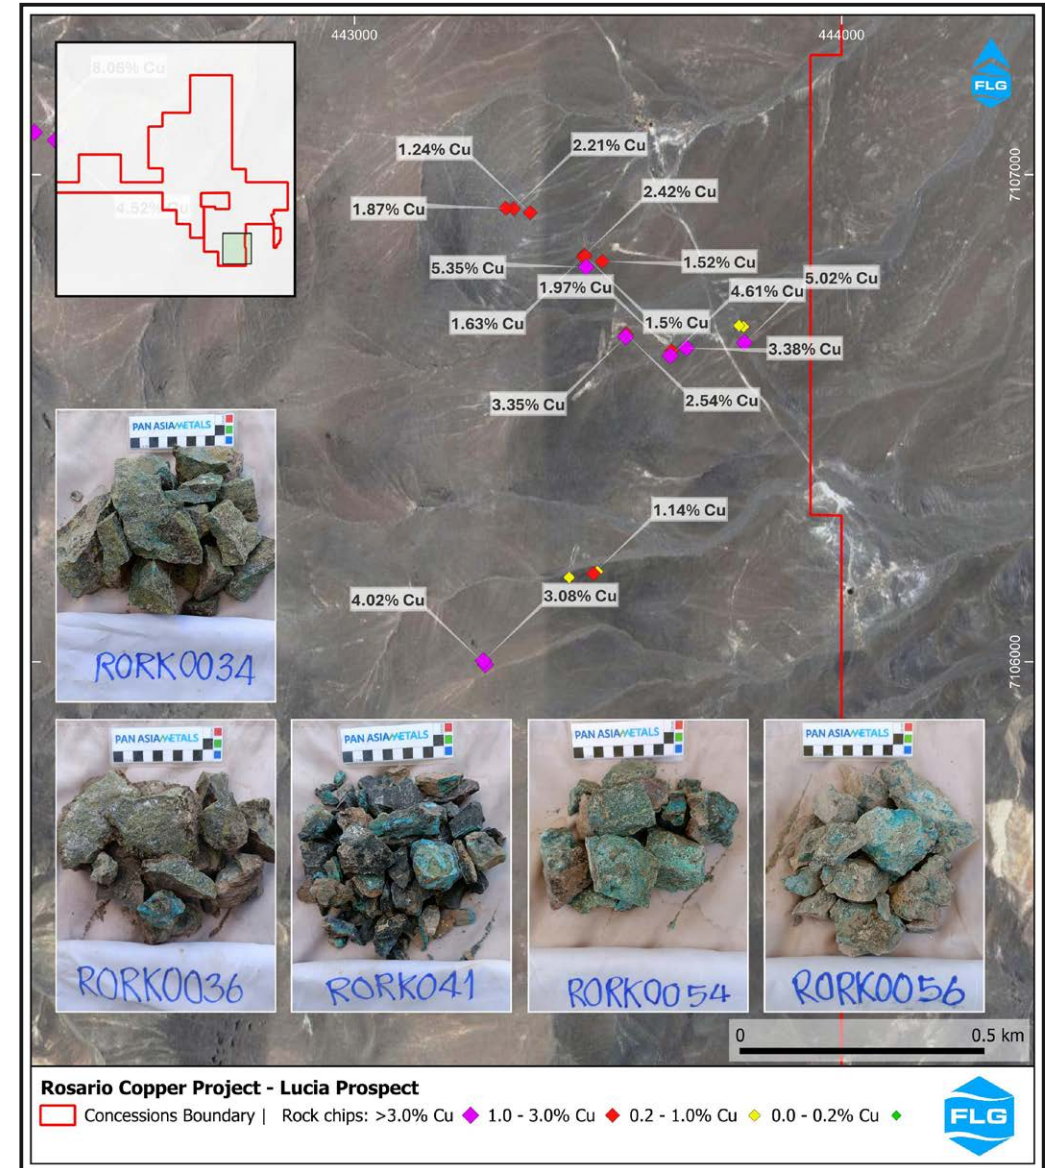 443000
444000
FLG
8.06% Cu
7107000
1.24% Cu
2.21% Cu
2.42% Cu
1.87% Cu
4.52% Cu
5.35% Cu
1.52% Cu
1.97% Cu
4.61% Cu
5.02% Cu
1.63% Cu
1.5% Cu
3.38% Cu
3.35% Cu
2.54% Cu
PAN ASIA METALS
1.14% Cu
4.02% Cu
3.08% Cu
7106000
RORK0034
PAN ASIA METALS
PAN ASIA METALS
PAN ASIA METALS
PAN ASIA METALS
RORK0036
RORK041
RORK0054
RORK0056
0
0.5 km
Rosario Copper Project - Lucia Prospect
Concessions Boundary | Rock chips: >3.0% Cu 1.0 - 3.0% Cu 0.2 - 1.0% Cu 0.0 - 0.2% Cu
FLG